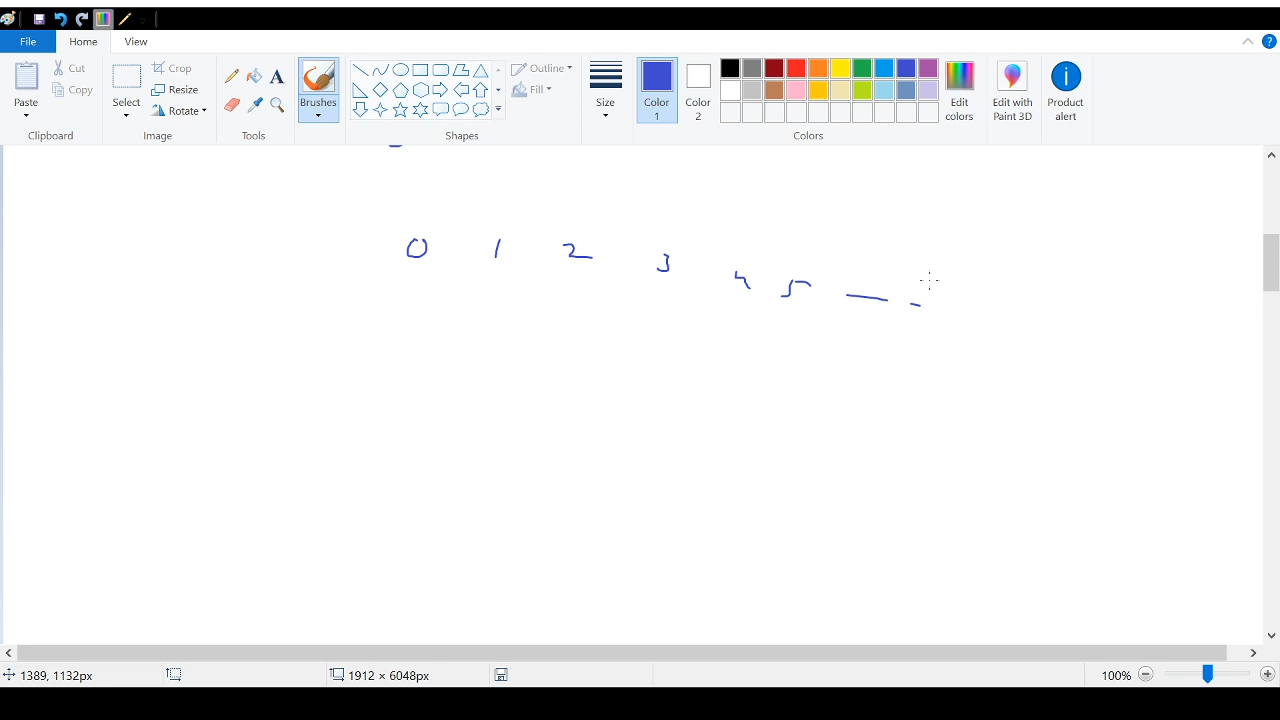 File Home View
Paste Cut Copy Select Crop Resize Rotate A Brushes Outline Fill Size Color 1 Color 2 Edit colors Edit with Paint 3D Product alert
Clipboard Image Tools Shapes Colors
0 1 2 3 4 5 — -
1389, 1132px 1912 × 6048px 100%